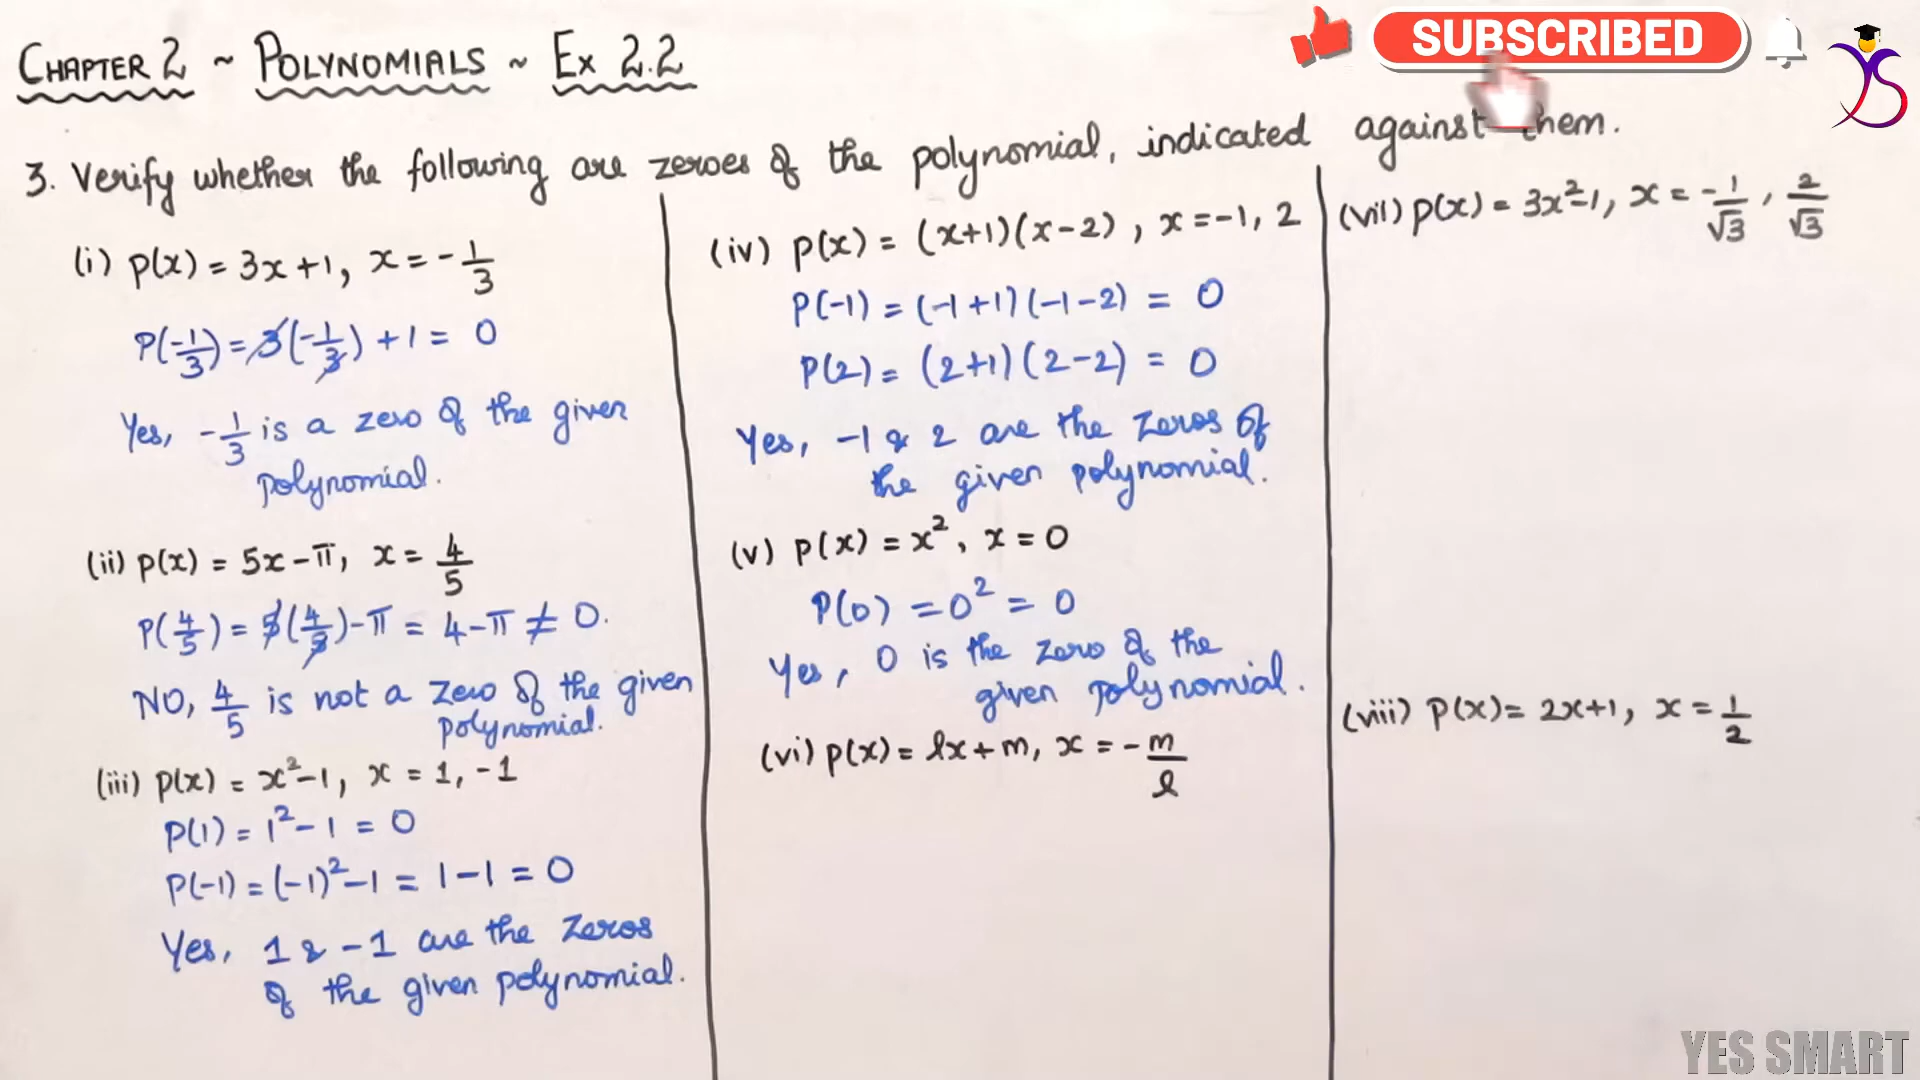 CHAPTER 2 ~ POLYNOMIALS ~ Ex 2.2
SUBSCRIBED
3. Verify whether the following are zeroes of the polynomial, indicated against them.
(i) p(x) = 3x+1, x = -1/3
P(-1/3) = 3(-1/3) + 1 = 0
Yes, -1/3 is a zero of the given
polynomial.
(ii) p(x) = 5x - π, x = 4/5
P(4/5) = 5(4/5) - π = 4 - π ≠ 0.
NO, 4/5 is not a zero of the given
polynomial.
(iii) p(x) = x²-1, x = 1, -1
P(1) = 1² - 1 = 0
P(-1) = (-1)² - 1 = 1 - 1 = 0
Yes, 1 & -1 are the zeros
of the given polynomial.
(iv) p(x) = (x+1)(x-2), x = -1, 2
P(-1) = (-1+1)(-1-2) = 0
P(2) = (2+1)(2-2) = 0
Yes, -1 & 2 are the zeros of
the given polynomial.
(v) p(x) = x², x = 0
P(0) = 0² = 0
Yes, 0 is the zero of the
given polynomial.
(vi) p(x) = lx + m, x = -m/l
(vii) p(x) = 3x²-1, x = -1/√3, 2/√3
(viii) p(x) = 2x+1, x = 1/2
YS
YES SMART